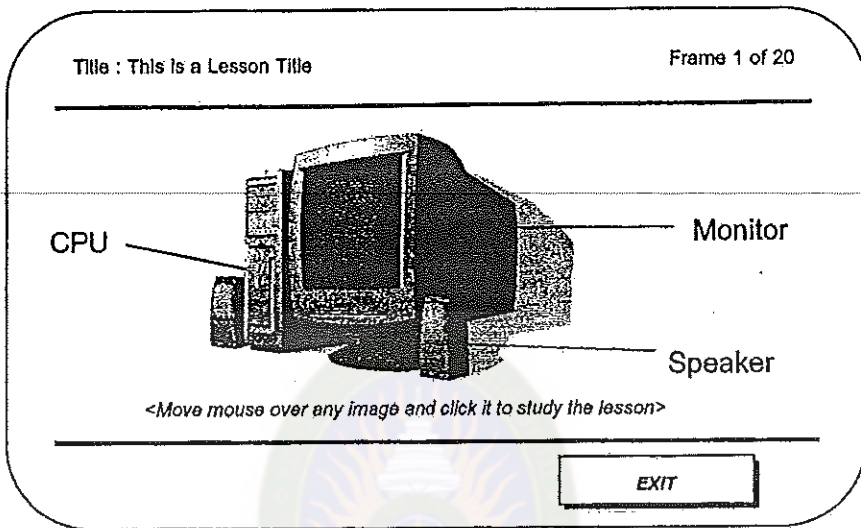 Title : This is a Lesson Title
Frame 1 of 20
CPU
Monitor
Speaker
<Move mouse over any image and click it to study the lesson>
EXIT